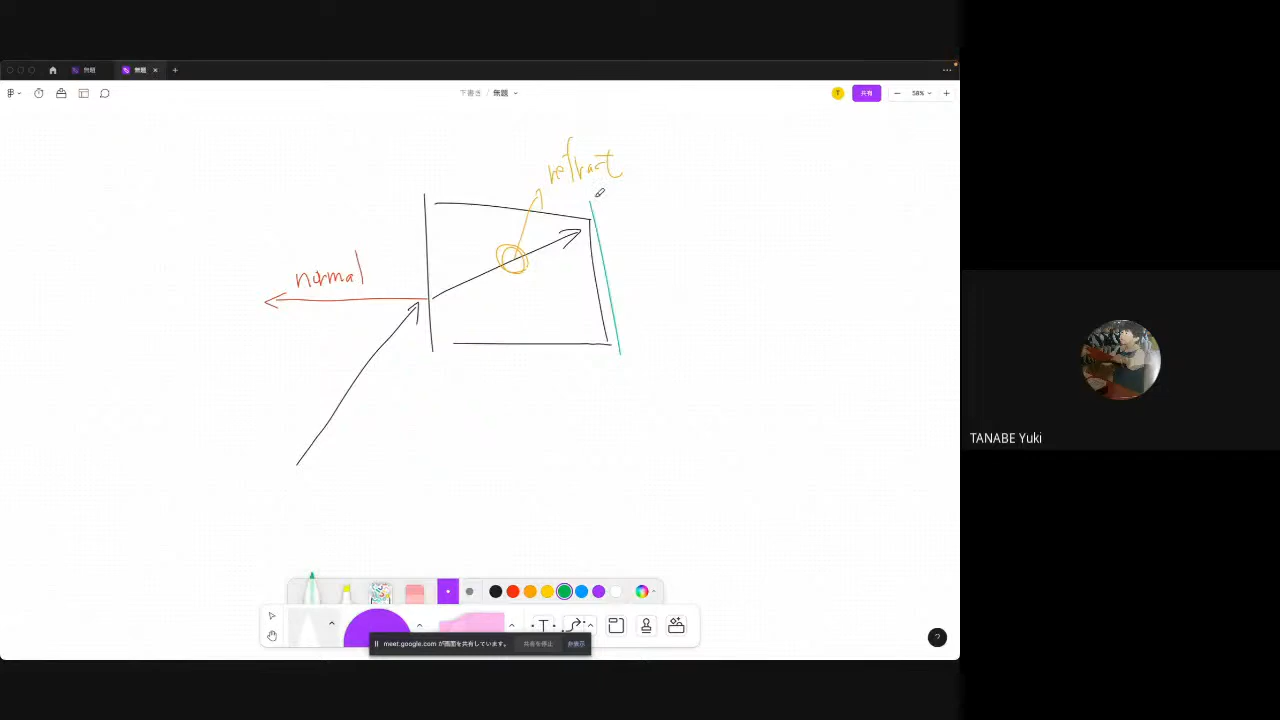 無題
無題
下書き / 無題
T
共有
58%
refract
normal
T
meet.google.com が画面を共有しています。
共有を停止
非表示
?
TANABE Yuki